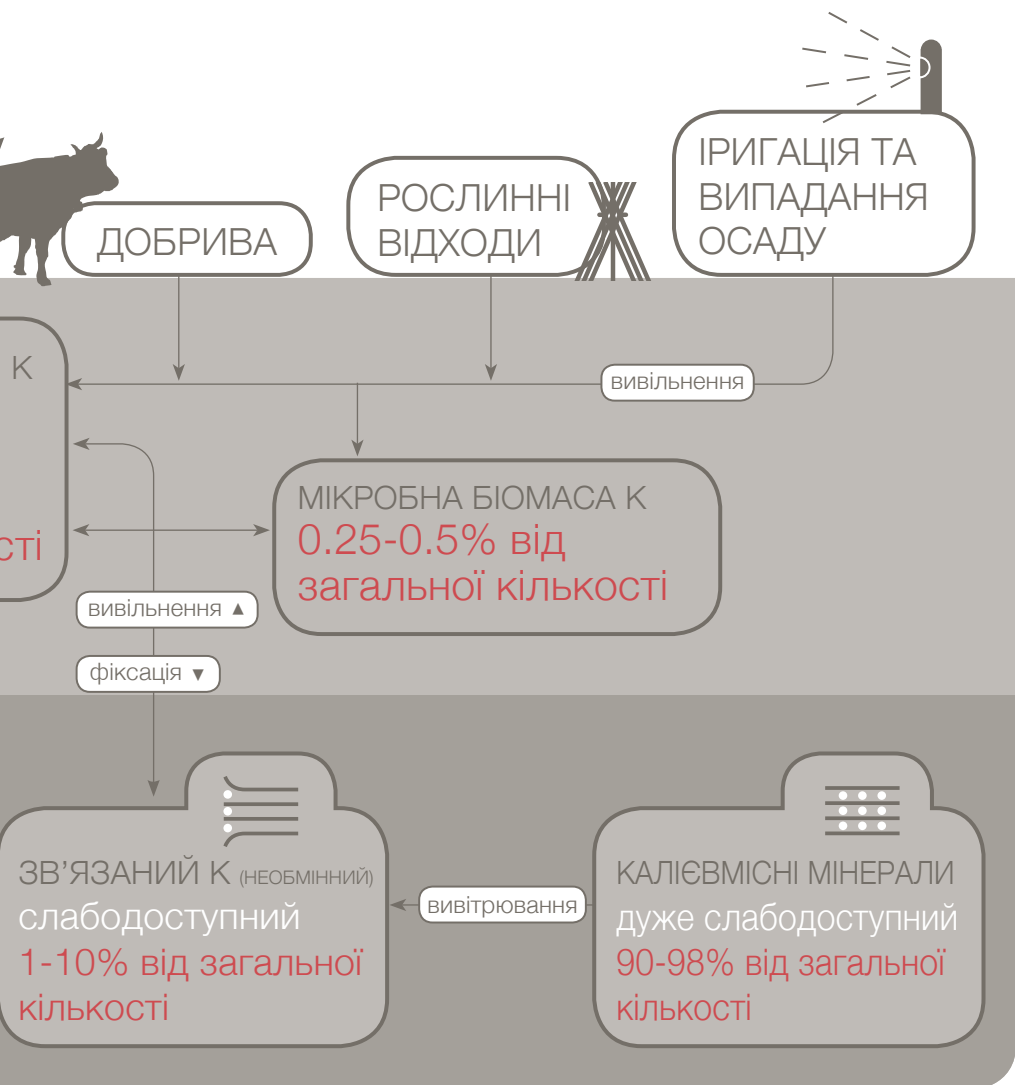 ІРИГАЦІЯ ТА
ВИПАДАННЯ
ОСАДУ
РОСЛИННІ
ВІДХОДИ
ДОБРИВА
К
вивільнення
МІКРОБНА БІОМАСА К
0.25-0.5% від
загальної кількості
сті
вивільнення ▲
фіксація ▼
ЗВ’ЯЗАНИЙ К (НЕОБМІННИЙ)
слабодоступний
1-10% від загальної
кількості
вивітрювання
КАЛІЄВМІСНІ МІНЕРАЛИ
дуже слабодоступний
90-98% від загальної
кількості